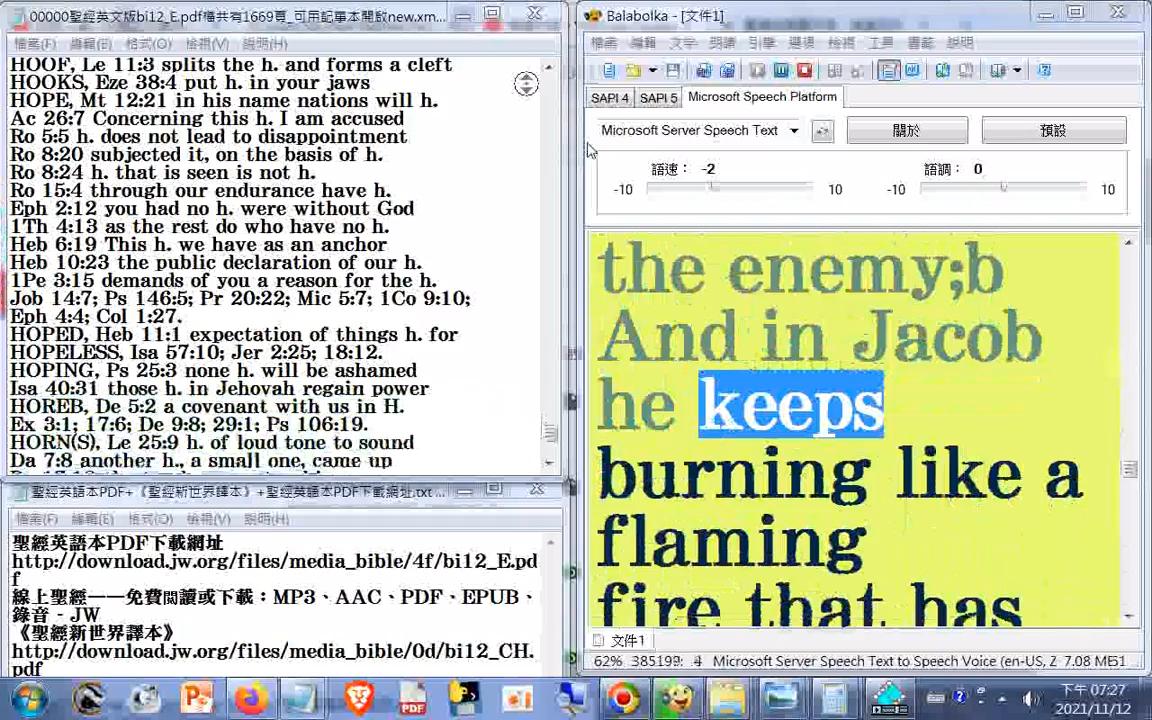 00000聖經英文版bi12_E.pdf檔共有1669頁_可用記事本開啟new.xm...
檔案(F) 編輯(E) 格式(O) 檢視(V) 說明(H)
HOOF, Le 11:3 splits the h. and forms a cleft
HOOKS, Eze 38:4 put h. in your jaws
HOPE, Mt 12:21 in his name nations will h.
Ac 26:7 Concerning this h. I am accused
Ro 5:5 h. does not lead to disappointment
Ro 8:20 subjected it, on the basis of h.
Ro 8:24 h. that is seen is not h.
Ro 15:4 through our endurance have h.
Eph 2:12 you had no h. were without God
1Th 4:13 as the rest do who have no h.
Heb 6:19 This h. we have as an anchor
Heb 10:23 the public declaration of our h.
1Pe 3:15 demands of you a reason for the h.
Job 14:7; Ps 146:5; Pr 20:22; Mic 5:7; 1Co 9:10;
Eph 4:4; Col 1:27.
HOPED, Heb 11:1 expectation of things h. for
HOPELESS, Isa 57:10; Jer 2:25; 18:12.
HOPING, Ps 25:3 none h. will be ashamed
Isa 40:31 those h. in Jehovah regain power
HOREB, De 5:2 a covenant with us in H.
Ex 3:1; 17:6; De 9:8; 29:1; Ps 106:19.
HORN(S), Le 25:9 h. of loud tone to sound
Da 7:8 another h., a small one, came up
聖經英語本PDF+《聖經新世界譯本》+聖經英語本PDF下載網址.txt ...
檔案(F) 編輯(E) 格式(O) 檢視(V) 說明(H)
聖經英語本PDF下載網址
http://download.jw.org/files/media_bible/4f/bi12_E.pd
f
線上聖經——免費閱讀或下載：MP3、AAC、PDF、EPUB、
錄音 - JW
《聖經新世界譯本》
http://download.jw.org/files/media_bible/0d/bi12_CH.
pdf
Balabolka - [文件1]
檔案 編輯 文字 朗讀 引擎 選項 檢視 工具 書籤 說明
SAPI 4 SAPI 5 Microsoft Speech Platform
Microsoft Server Speech Text 關於 預設
語速： -2 語調： 0
-10 10 -10 10
the enemy;b
And in Jacob
he keeps
burning like a
flaming
fire that has
文件1
62% 385199: 4 Microsoft Server Speech Text to Speech Voice (en-US, Z 7.08 ME51
下午 07:27
2021/11/12